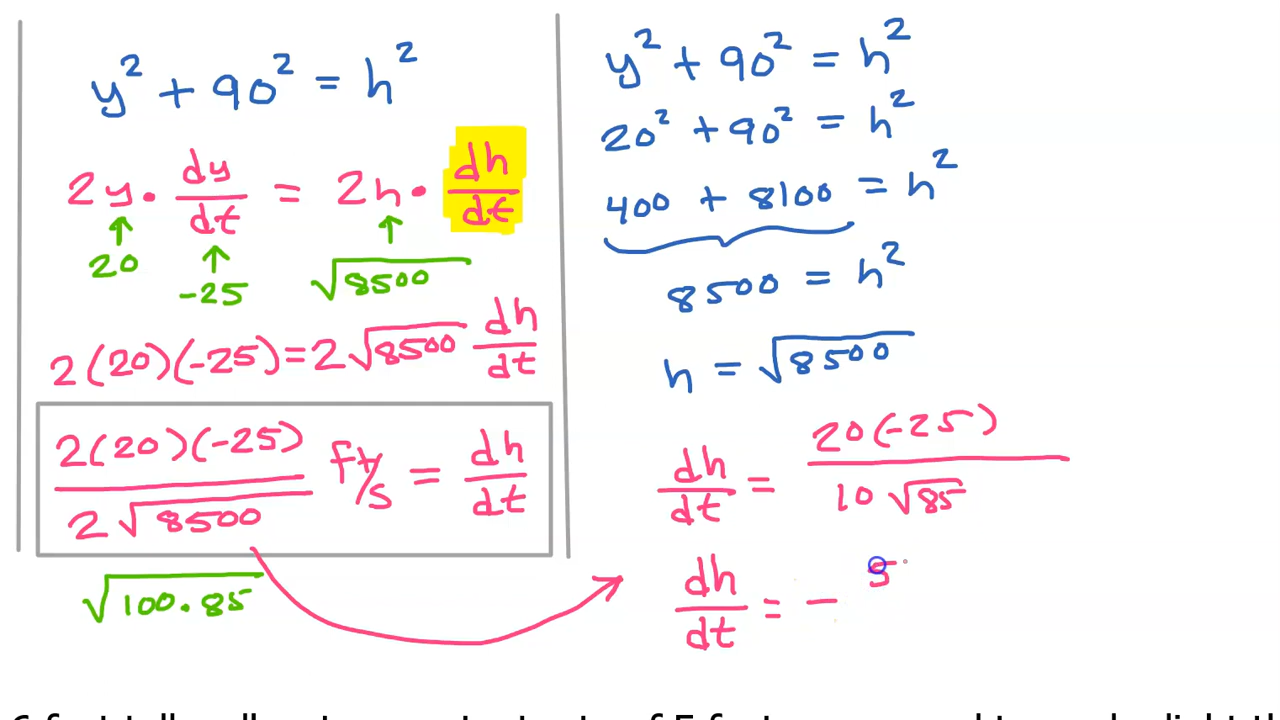 y² + 90² = h²
2y · dy/dt = 2h · dh/dt
20
-25
√8500
2(20)(-25) = 2√8500 dh/dt
2(20)(-25) / 2√8500 ft/s = dh/dt
√100·85
y² + 90² = h²
20² + 90² = h²
400 + 8100 = h²
8500 = h²
h = √8500
dh/dt = 20(-25) / 10√85
dh/dt = - 5